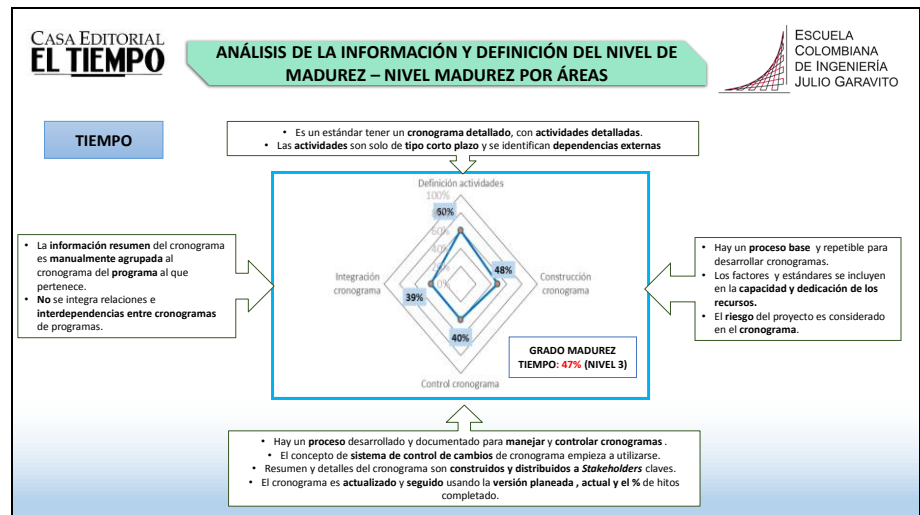 CASA EDITORIAL
EL TIEMPO
ANÁLISIS DE LA INFORMACIÓN Y DEFINICIÓN DEL NIVEL DE
MADUREZ – NIVEL MADUREZ POR ÁREAS
ESCUELA
COLOMBIANA
DE INGENIERÍA
JULIO GARAVITO
TIEMPO
• Es un estándar tener un cronograma detallado, con actividades detalladas.
• Las actividades son solo de tipo corto plazo y se identifican dependencias externas
• La información resumen del cronograma
es manualmente agrupada al
cronograma del programa al que
pertenece.
• No se integra relaciones e
interdependencias entre cronogramas
de programas.
Definición actividades
100%
60%
60%
40%
20%
0%
48%
Integración
cronograma
Construcción
cronograma
39%
40%
Control cronograma
GRADO MADUREZ
TIEMPO: 47% (NIVEL 3)
• Hay un proceso base y repetible para
desarrollar cronogramas.
• Los factores y estándares se incluyen
en la capacidad y dedicación de los
recursos.
• El riesgo del proyecto es considerado
en el cronograma.
• Hay un proceso desarrollado y documentado para manejar y controlar cronogramas .
• El concepto de sistema de control de cambios de cronograma empieza a utilizarse.
• Resumen y detalles del cronograma son construidos y distribuidos a Stakeholders claves.
• El cronograma es actualizado y seguido usando la versión planeada , actual y el % de hitos
completado.